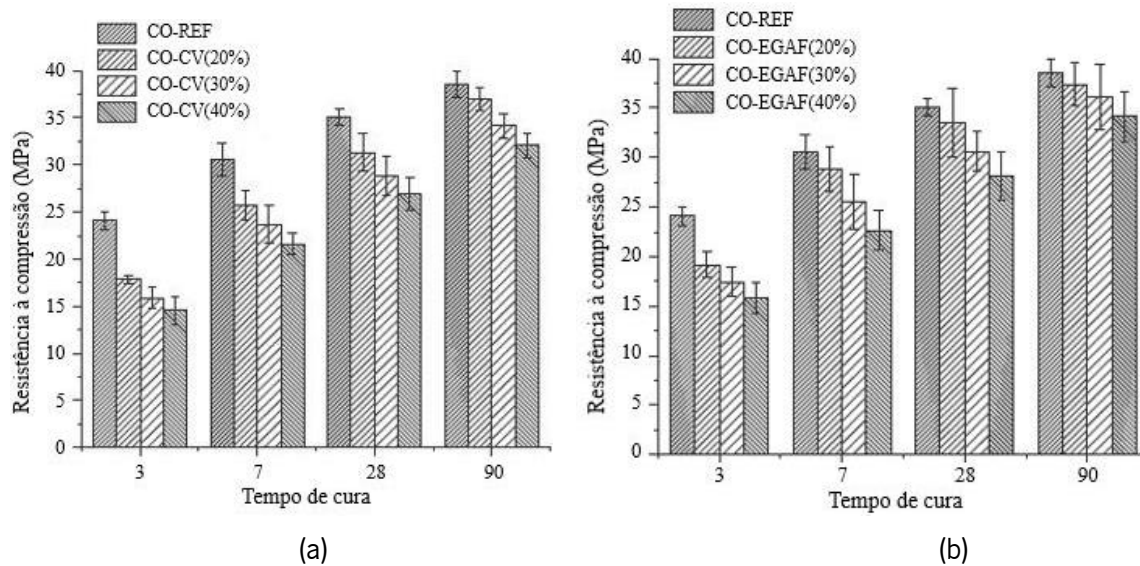 CO-REF
CO-CV(20%)
CO-CV(30%)
CO-CV(40%)
Resistência à compressão (MPa)
40
35
30
25
20
15
10
5
0
3
7
28
90
Tempo de cura
(a)
CO-REF
CO-EGAF(20%)
CO-EGAF(30%)
CO-EGAF(40%)
Resistência à compressão (MPa)
40
35
30
25
20
15
10
5
0
3
7
28
90
Tempo de cura
(b)